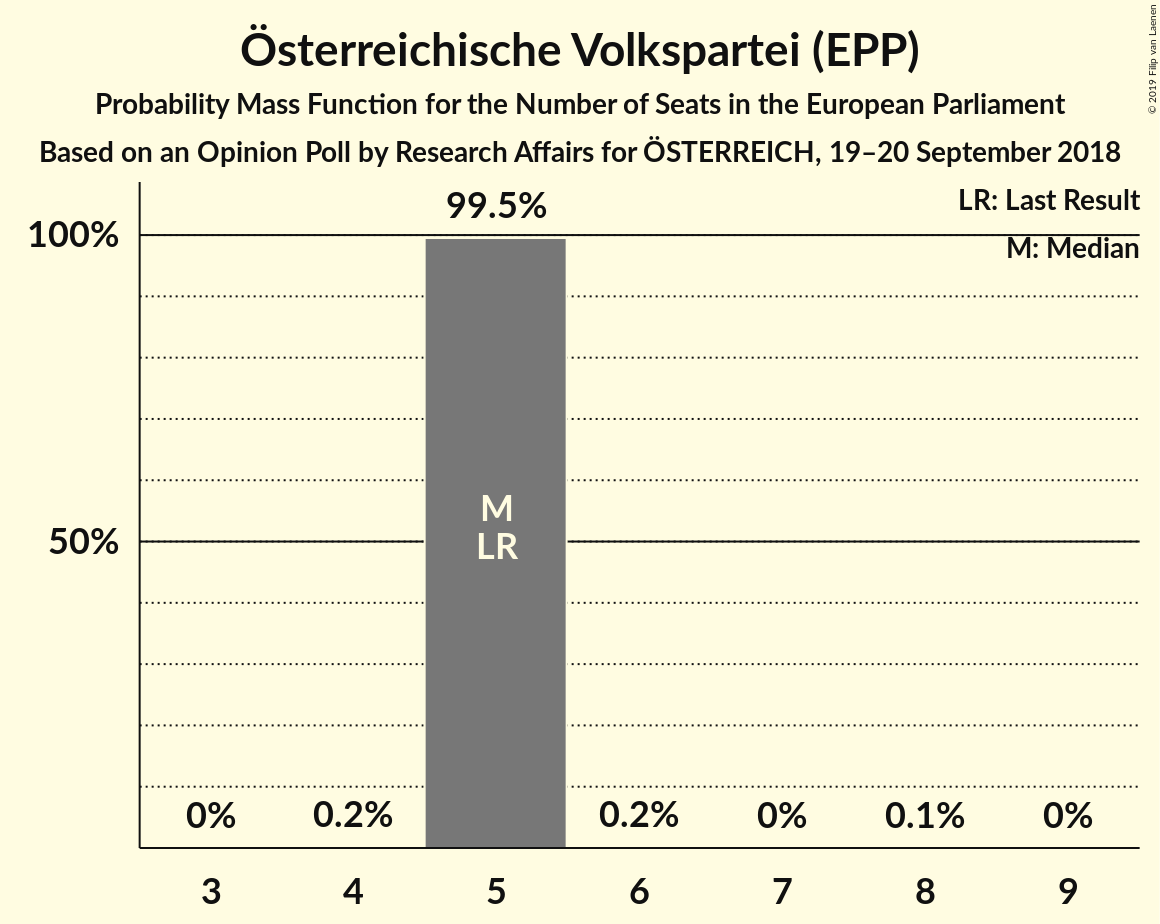 Österreichische Volkspartei (EPP)
Probability Mass Function for the Number of Seats in the European Parliament
Based on an Opinion Poll by Research Affairs for ÖSTERREICH, 19–20 September 2018
© 2019 Filip van Laenen
LR: Last Result
M: Median
100%
50%
99.5%
M
LR
0%
0.2%
0.2%
0%
0.1%
0%
3
4
5
6
7
8
9